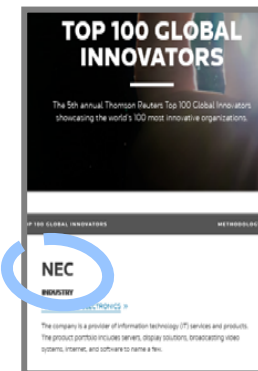 TOP 100 GLOBAL
INNOVATORS
The 5th annual Thomson Reuters Top 100 Global Innovators
showcasing the world's 100 most innovative organizations.
P 100 GLOBAL INNOVATORS
METHODOLOG
NEC
INDUSTRY
ELECTRONICS »
The company is a provider of information technology (IT) services and products.
The product portfolio includes servers, display solutions, broadcasting video
systems, internet, and software to name a few.